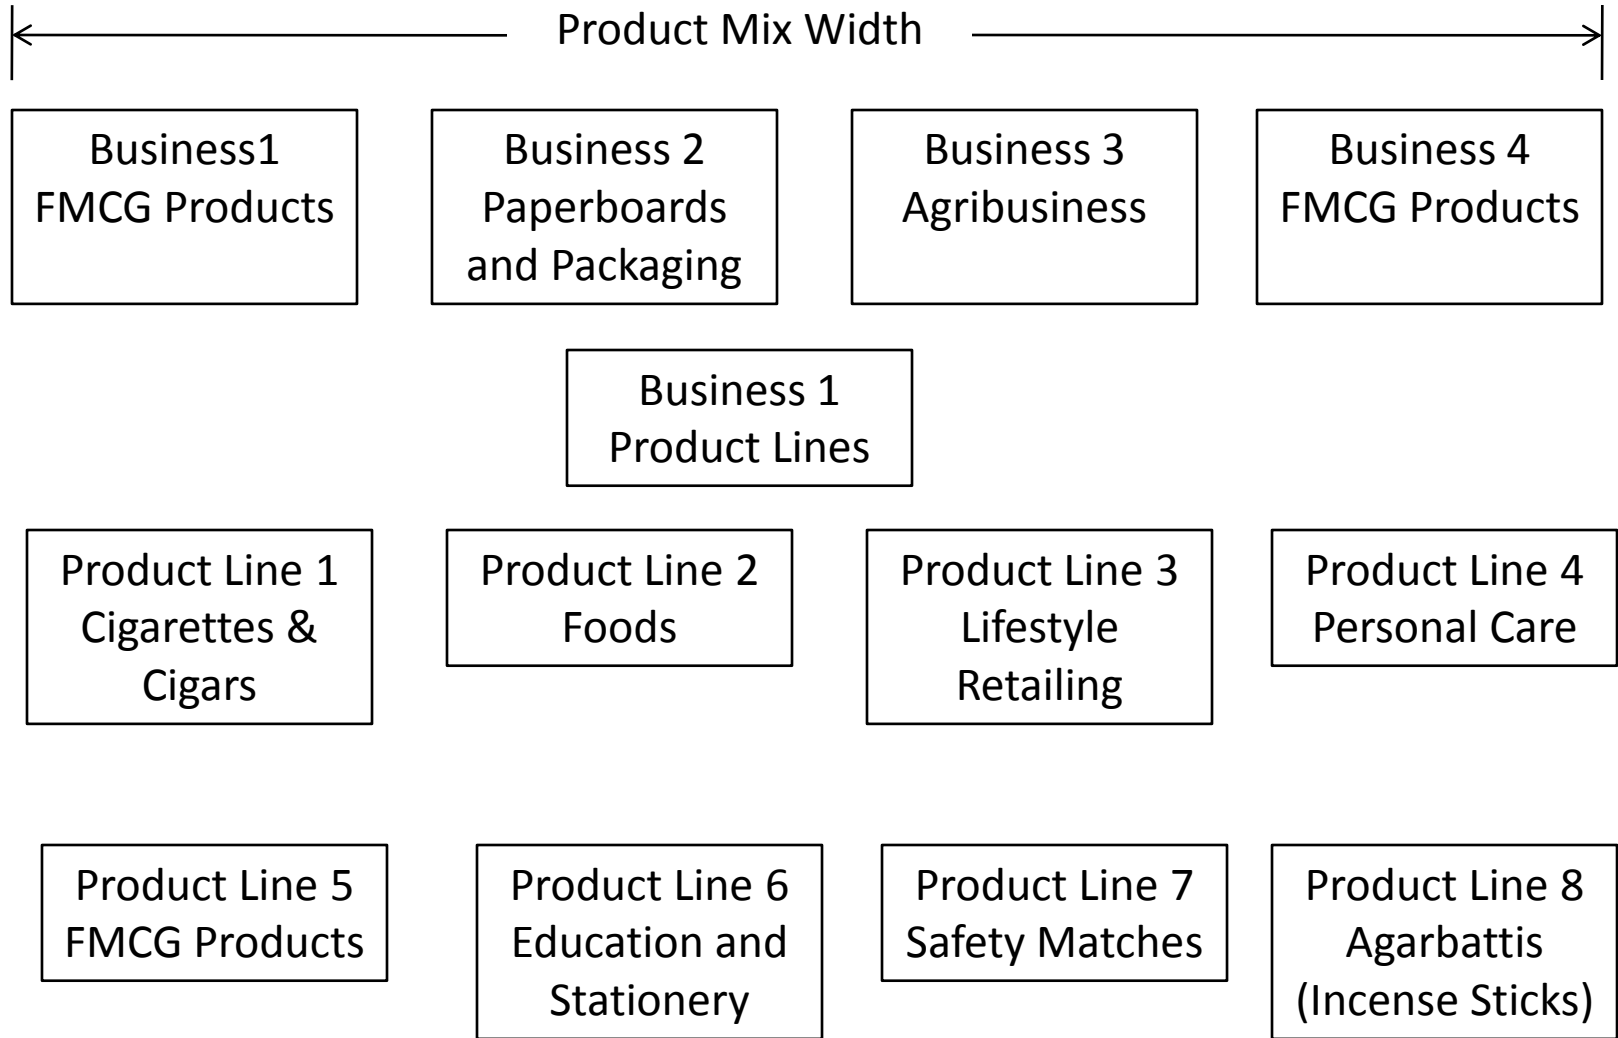 Product Mix Width
Business1
FMCG Products
Business 2
Paperboards
and Packaging
Business 3
Agribusiness
Business 4
FMCG Products
Business 1
Product Lines
Product Line 1
Cigarettes &
Cigars
Product Line 2
Foods
Product Line 3
Lifestyle
Retailing
Product Line 4
Personal Care
Product Line 5
FMCG Products
Product Line 6
Education and
Stationery
Product Line 7
Safety Matches
Product Line 8
Agarbattis
(Incense Sticks)